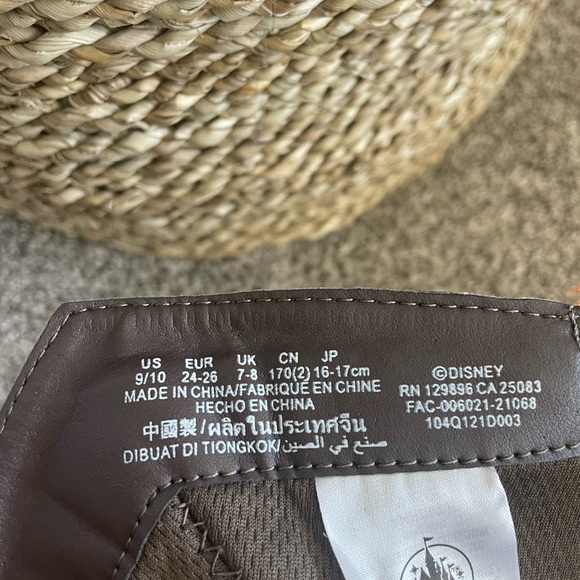 US EUR UK CN JP
9/10 24-26 7-8 170(2) 16-17cm
MADE IN CHINA/FABRIQUÉ EN CHINE
HECHO EN CHINA
中國製/ผลิตในประเทศจีน
DIBUAT DI TIONGKOK/صنع في الصين
©DISNEY
RN 129896 CA 25083
FAC-006021-21068
104Q121D003